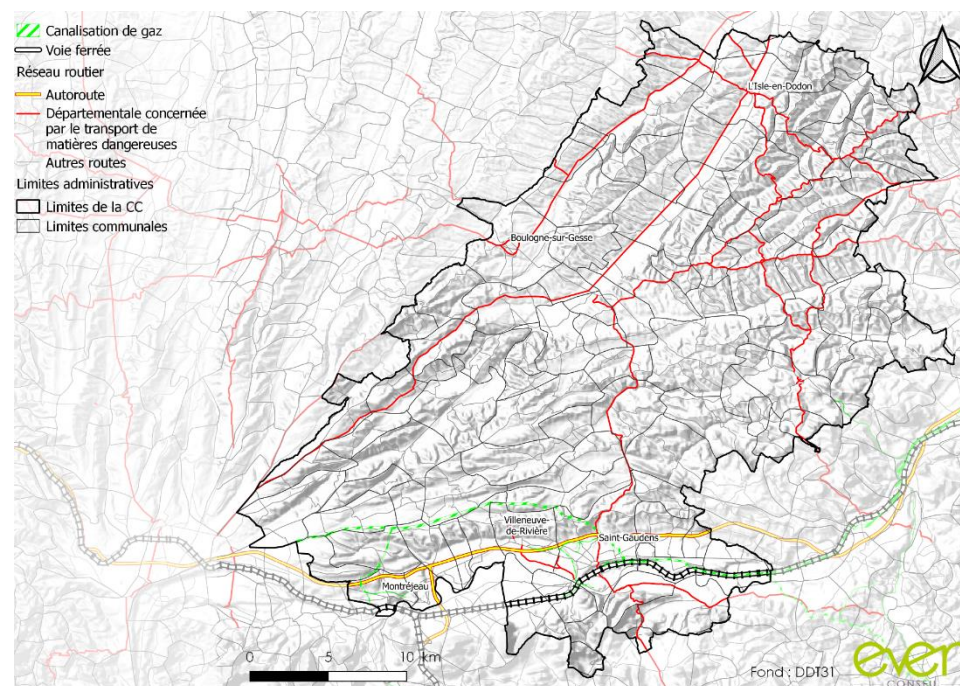 Canalisation de gaz
Voie ferrée
Réseau routier
Autoroute
Départementale concernée
par le transport de
matières dangereuses
Autres routes
Limites administratives
Limites de la CC
Limites communales
L'Isle-en-Dodon
Boulogne-sur-Gesse
Villeneuve-
de-Rivière
Saint-Gaudens
Montréjeau
0 5 10 km
Fond : DDT31
ever
CONSEIL